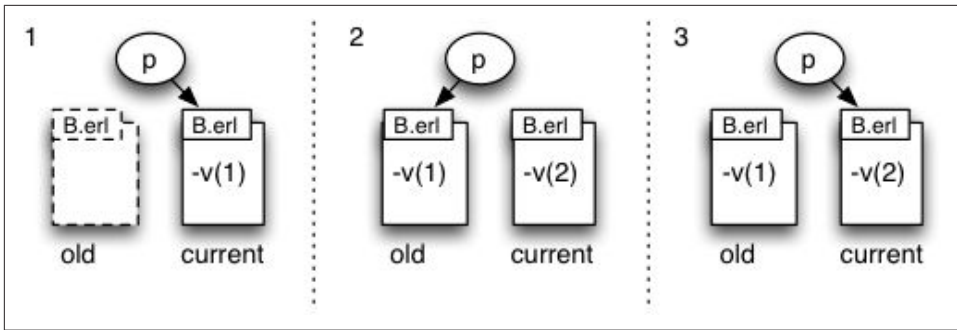 1
p
B.erl
B.erl
-v(1)
old
current
2
p
B.erl
B.erl
-v(1)
-v(2)
old
current
3
p
B.erl
B.erl
-v(1)
-v(2)
old
current